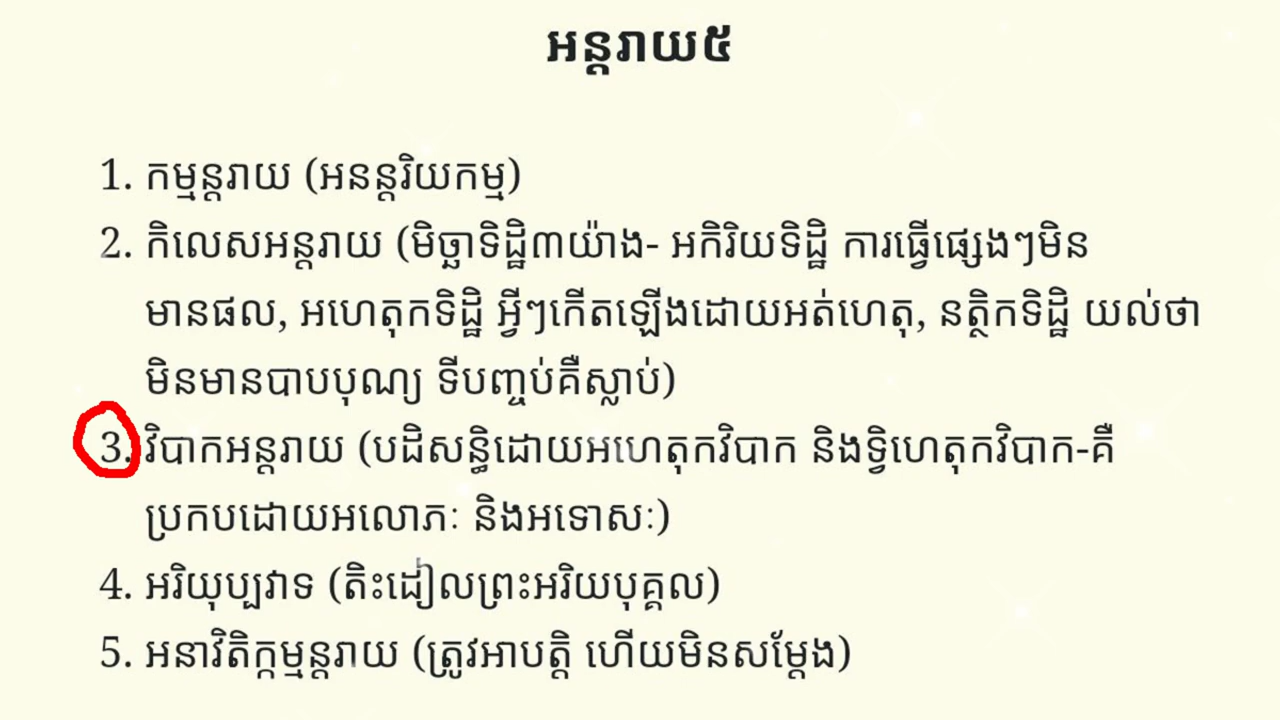 អន្តរាយ៥
1. កម្មន្តរាយ (អនន្តរិយកម្ម)
2. កិលេសអន្តរាយ (មិច្ឆាទិដ្ឋិ៣យ៉ាង- អកិរិយទិដ្ឋិ ការធ្វើផ្សេងៗមិន
មានផល, អហេតុកទិដ្ឋិ អ្វីៗកើតឡើងដោយអត់ហេតុ, នត្ថិកទិដ្ឋិ យល់ថា
មិនមានបាបបុណ្យ ទីបញ្ចប់គឺស្លាប់)
3. វិបាកអន្តរាយ (បដិសន្ធិដោយអហេតុកវិបាក និងទ្វិហេតុកវិបាក-គឺ
ប្រកបដោយអលោភៈ និងអទោសៈ)
4. អរិយុប្បវាទ (តិះដៀលព្រះអរិយបុគ្គល)
5. អនាវិតិក្កម្មន្តរាយ (ត្រូវអាបត្តិ ហើយមិនសម្ដែង)